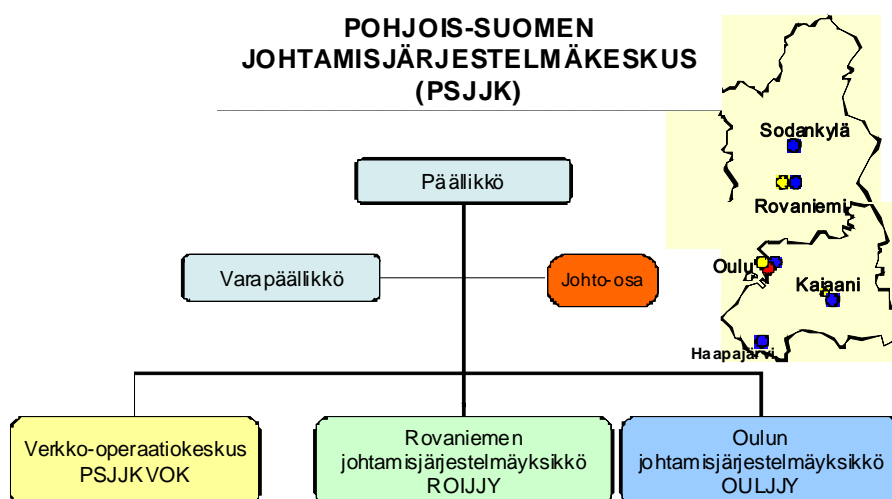 POHJOIS-SUOMEN
JOHTAMISJÄRJESTELMÄKESKUS
(PSJJK)
Sodankylä
Rovaniemi
Oulu
Kajaani
Haapajärvi
Päällikkö
Varapäällikkö
Johto-osa
Verkko-operaatiokeskus
PSJJKVOK
Rovaniemen
johtamisjärjestelmäyksikkö
ROIJJY
Oulun
johtamisjärjestelmäyksikkö
OULJJY